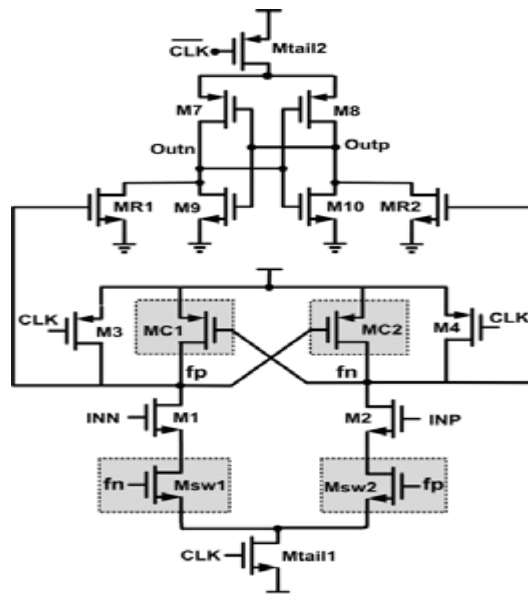 CLK Mtail2
M7 M8
Outn Outp
MR1 M9 M10 MR2
CLK M3 MC1 MC2 M4 CLK
fp fn
INN M1 M2 INP
fn Msw1 Msw2 fp
CLK Mtail1